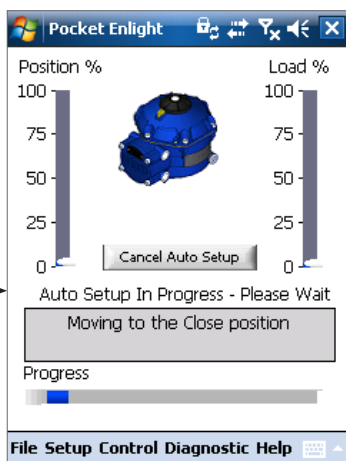 Pocket Enlight
Position % Load %
100 100
75 75
50 50
25 25
0 0
Cancel Auto Setup
Auto Setup In Progress - Please Wait
Moving to the Close position
Progress
File Setup Control Diagnostic Help